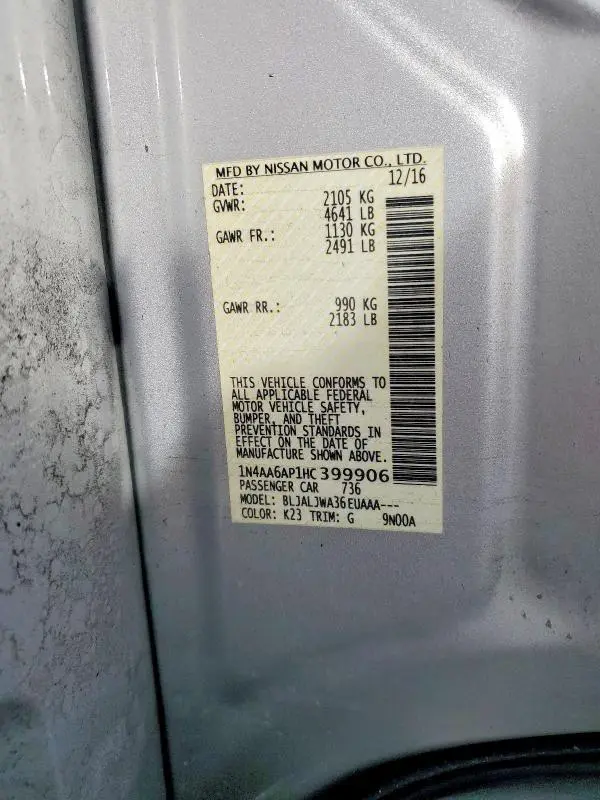 MFD BY NISSAN MOTOR CO., LTD.
DATE: 12/16
GVWR: 2105 KG
4641 LB
GAWR FR.: 1130 KG
2491 LB
GAWR RR.: 990 KG
2183 LB
THIS VEHICLE CONFORMS TO
ALL APPLICABLE FEDERAL
MOTOR VEHICLE SAFETY,
BUMPER, AND THEFT
PREVENTION STANDARDS IN
EFFECT ON THE DATE OF
MANUFACTURE SHOWN ABOVE.
1N4AA6AP1HC399906
PASSENGER CAR 736
MODEL: BLJALJWA36EUAAA---
COLOR: K23 TRIM: G 9N00A